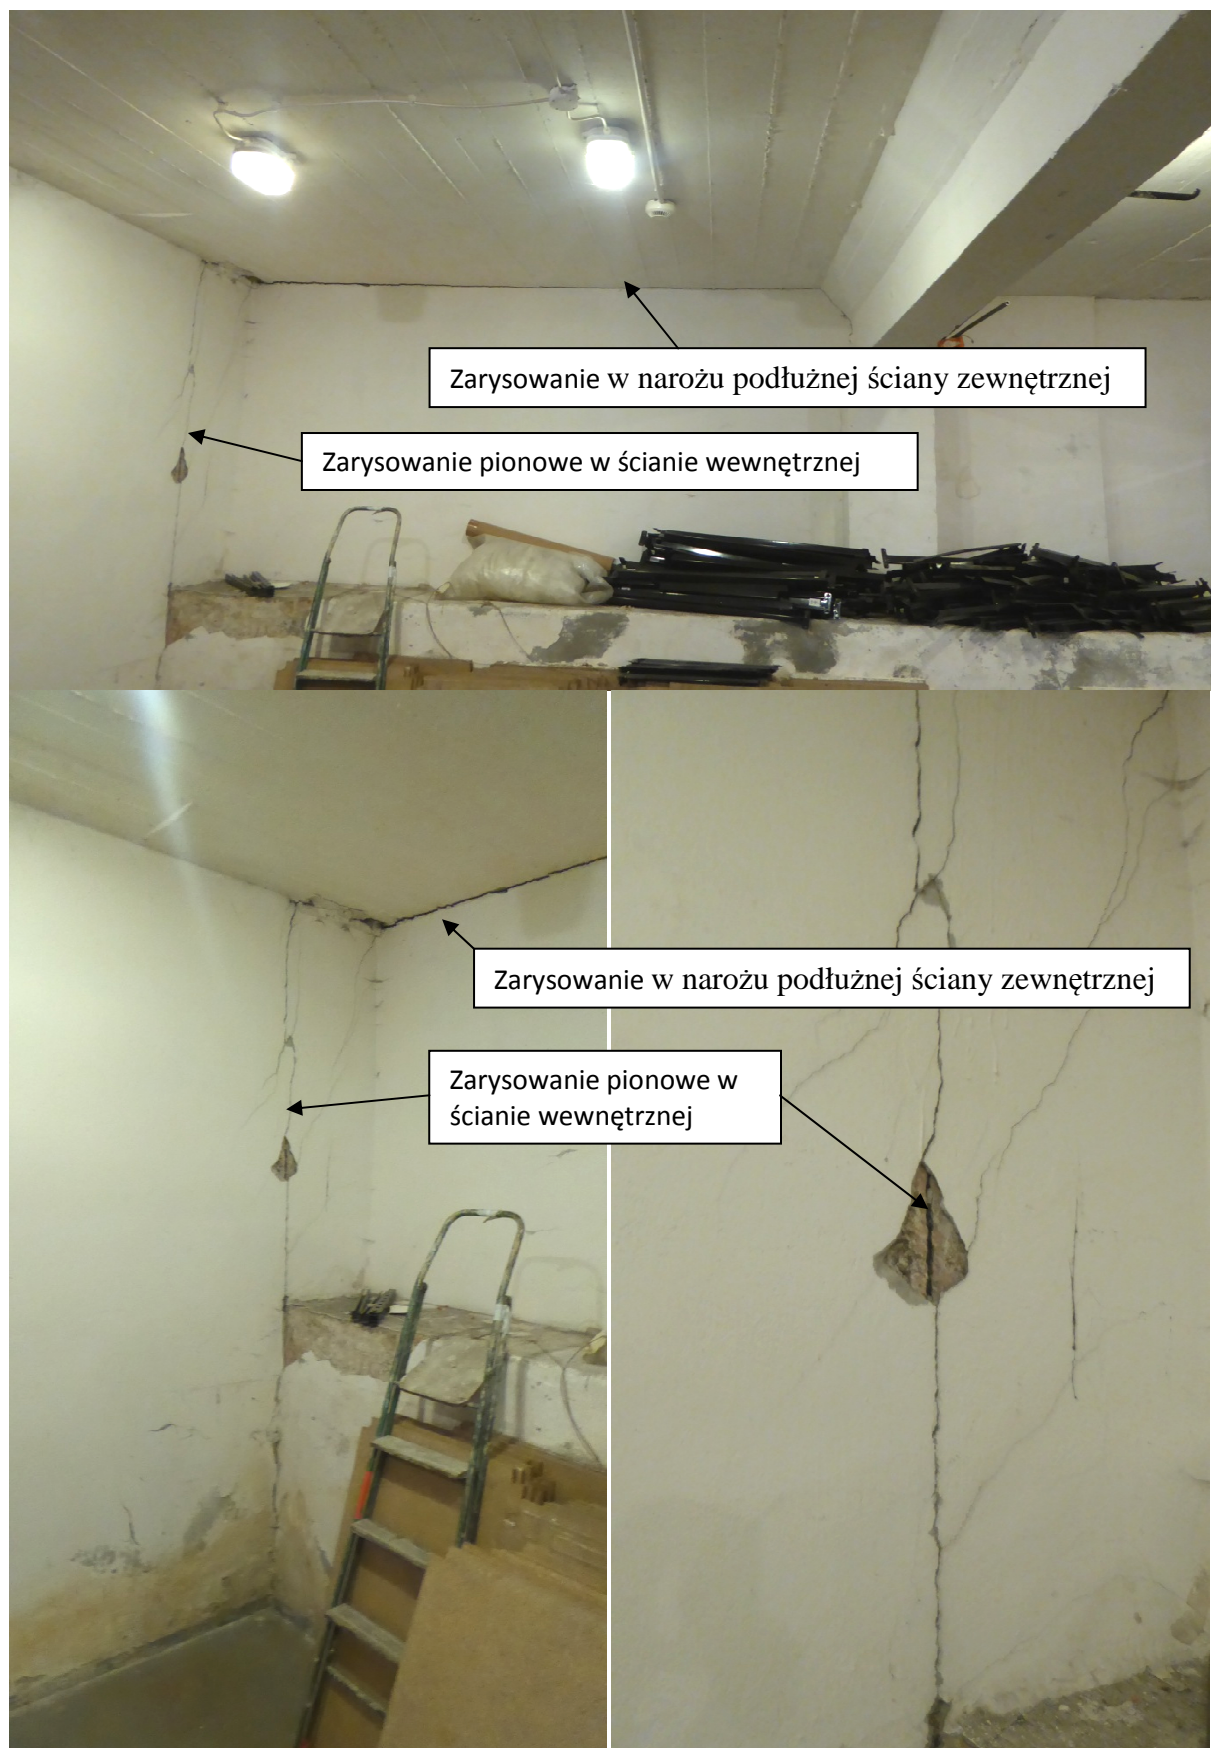 Zarysowanie w narożu podłużnej ściany zewnętrznej
Zarysowanie pionowe w ścianie wewnętrznej
Zarysowanie w narożu podłużnej ściany zewnętrznej
Zarysowanie pionowe w
ścianie wewnętrznej